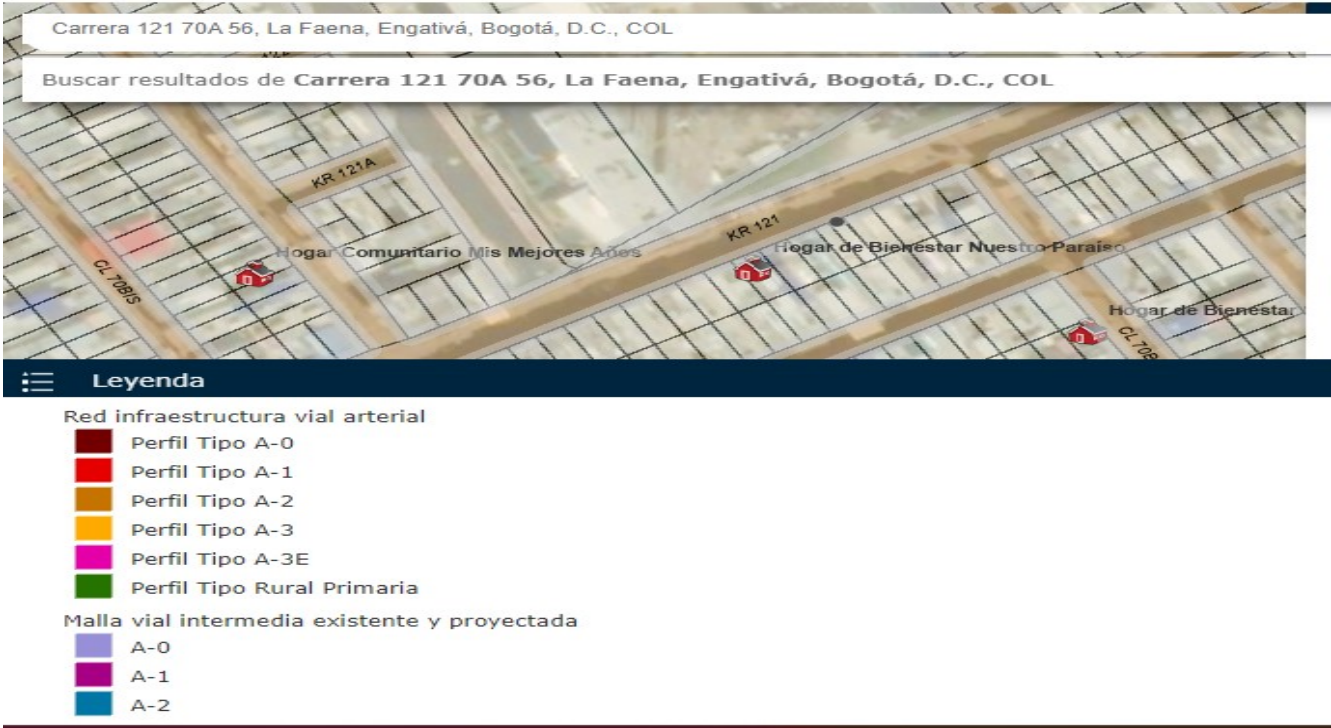 Carrera 121 70A 56, La Faena, Engativá, Bogotá, D.C., COL
Buscar resultados de Carrera 121 70A 56, La Faena, Engativá, Bogotá, D.C., COL
KR 121A
KR 121
Hogar Comunitario Mis Mejores Años
Hogar de Bienestar Nuestro Paraiso
CL 70BIS
Hogar de Bienestar
CL 70B
Leyenda
Red infraestructura vial arterial
Perfil Tipo A-0
Perfil Tipo A-1
Perfil Tipo A-2
Perfil Tipo A-3
Perfil Tipo A-3E
Perfil Tipo Rural Primaria
Malla vial intermedia existente y proyectada
A-0
A-1
A-2